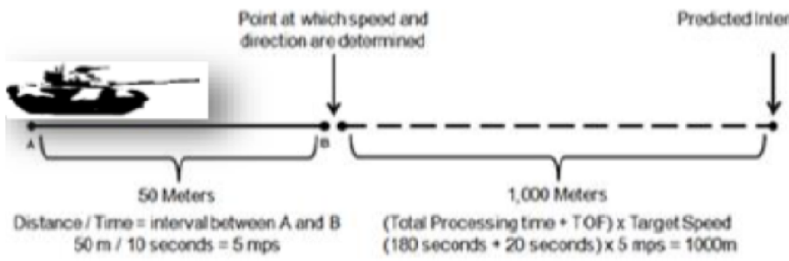 Point at which speed and
direction are determined
Predicted Inter
A
B
50 Meters
1,000 Meters
Distance / Time = interval between A and B
50 m / 10 seconds = 5 mps
(Total Processing time + TOF) x Target Speed
(180 seconds + 20 seconds) x 5 mps = 1000m